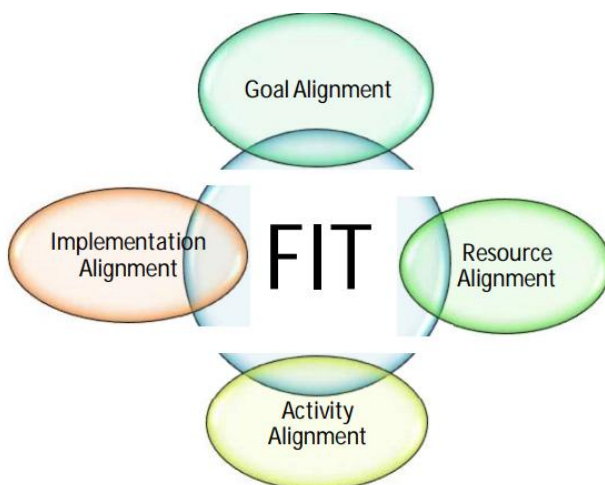 Goal Alignment
Implementation
Alignment
FIT
Resource
Alignment
Activity
Alignment